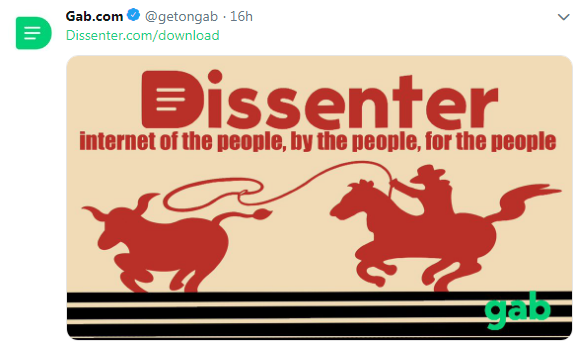 Gab.com @getongab · 16h
Dissenter.com/download
Dissenter
internet of the people, by the people, for the people
gab